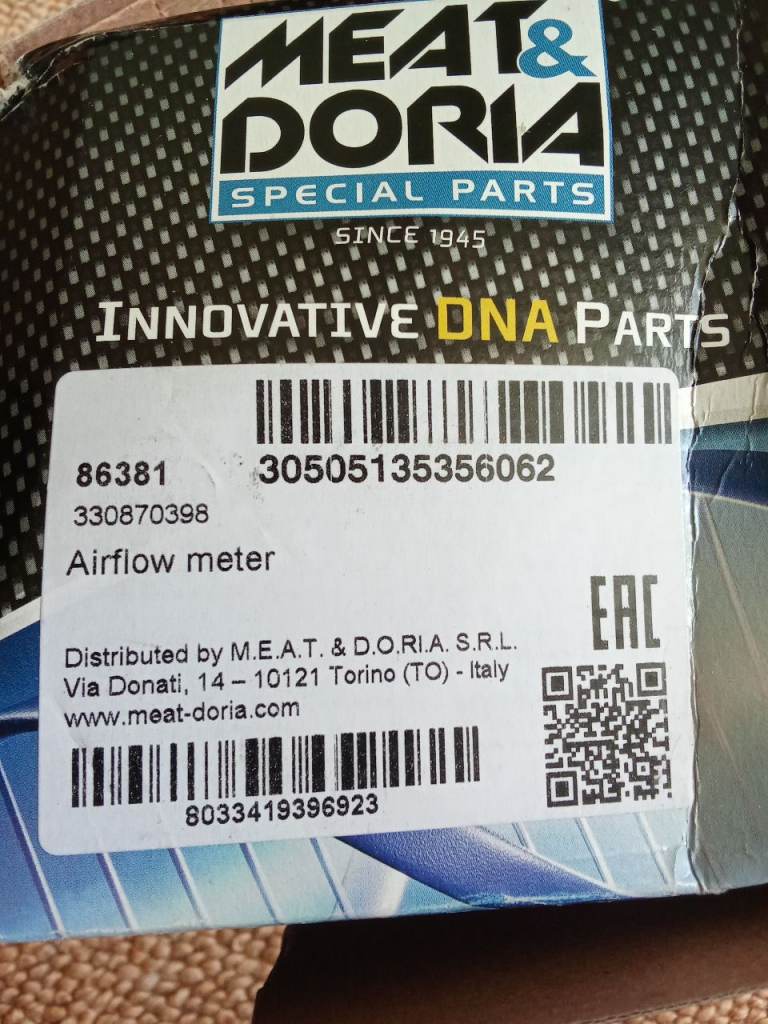 MEAT &
DORIA
SPECIAL PARTS
SINCE 1945
INNOVATIVE DNA PARTS
86381
30505135356062
330870398
Airflow meter
EAC
Distributed by M.E.A.T. & D.O.RI.A. S.R.L.
Via Donati, 14 – 10121 Torino (TO) - Italy
www.meat-doria.com
8033419396923